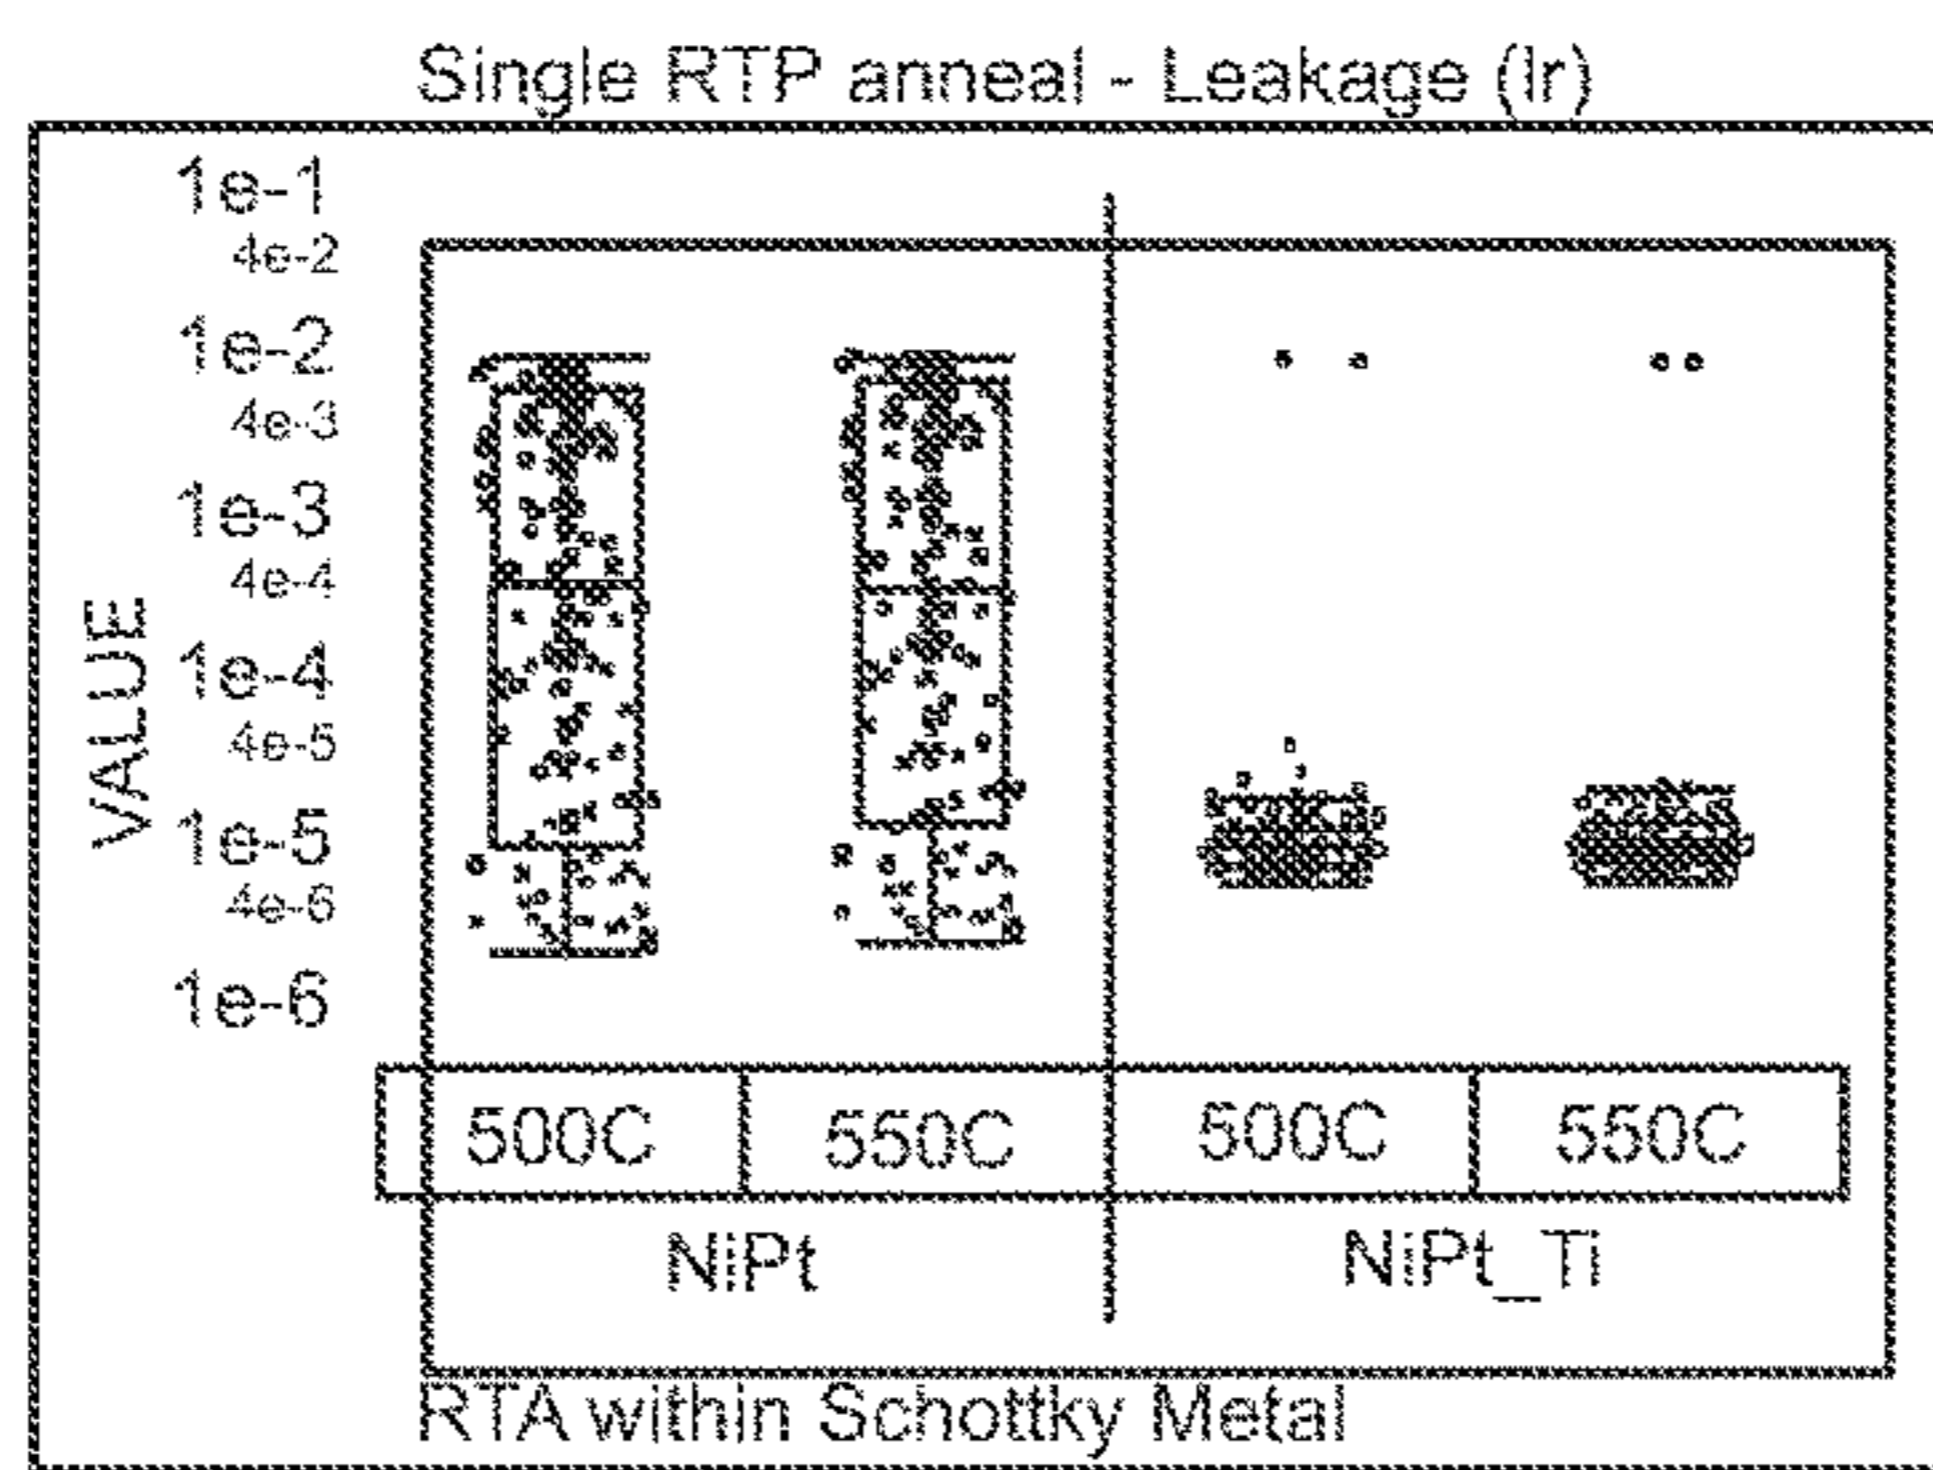 Single RTP anneal - Leakage (Ir)
1e-1
4e-2
1e-2
4e-3
1e-3
4e-4
1e-4
4e-5
1e-5
4e-6
1e-6
VALUE
500C 550C 500C 550C
NiPt NiPt_Ti
RTA within Schottky Metal